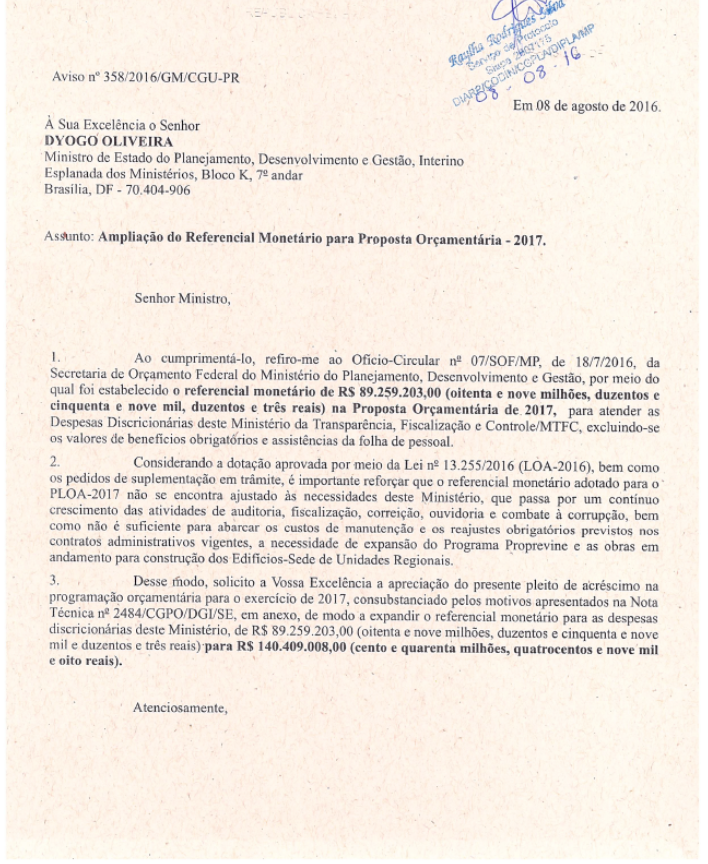 Raylha Rodrigues Silva
Serviço de Protocolo
DIARP/CODIN/CGPLA/DIPLA/MP
08 - 08 - 16
Aviso nº 358/2016/GM/CGU-PR
Em 08 de agosto de 2016.
À Sua Excelência o Senhor
DYOGO OLIVEIRA
Ministro de Estado do Planejamento, Desenvolvimento e Gestão, Interino
Esplanada dos Ministérios, Bloco K, 7º andar
Brasília, DF - 70.404-906
Assunto: Ampliação do Referencial Monetário para Proposta Orçamentária - 2017.
Senhor Ministro,
1. Ao cumprimentá-lo, refiro-me ao Ofício-Circular nº 07/SOF/MP, de 18/7/2016, da
Secretaria de Orçamento Federal do Ministério do Planejamento, Desenvolvimento e Gestão, por meio do
qual foi estabelecido o referencial monetário de R$ 89.259.203,00 (oitenta e nove milhões, duzentos e
cinquenta e nove mil, duzentos e três reais) na Proposta Orçamentária de 2017, para atender as
Despesas Discricionárias deste Ministério da Transparência, Fiscalização e Controle/MTFC, excluindo-se
os valores de benefícios obrigatórios e assistências da folha de pessoal.
2. Considerando a dotação aprovada por meio da Lei nº 13.255/2016 (LOA-2016), bem como
os pedidos de suplementação em trâmite, é importante reforçar que o referencial monetário adotado para o
PLOA-2017 não se encontra ajustado às necessidades deste Ministério, que passa por um contínuo
crescimento das atividades de auditoria, fiscalização, correição, ouvidoria e combate à corrupção, bem
como não é suficiente para abarcar os custos de manutenção e os reajustes obrigatórios previstos nos
contratos administrativos vigentes, a necessidade de expansão do Programa Proprevine e as obras em
andamento para construção dos Edifícios-Sede de Unidades Regionais.
3. Desse modo, solicito a Vossa Excelência a apreciação do presente pleito de acréscimo na
programação orçamentária para o exercício de 2017, consubstanciado pelos motivos apresentados na Nota
Técnica nº 2484/CGPO/DGI/SE, em anexo, de modo a expandir o referencial monetário para as despesas
discricionárias deste Ministério, de R$ 89.259.203,00 (oitenta e nove milhões, duzentos e cinquenta e nove
mil e duzentos e três reais) para R$ 140.409.008,00 (cento e quarenta milhões, quatrocentos e nove mil
e oito reais).
Atenciosamente,